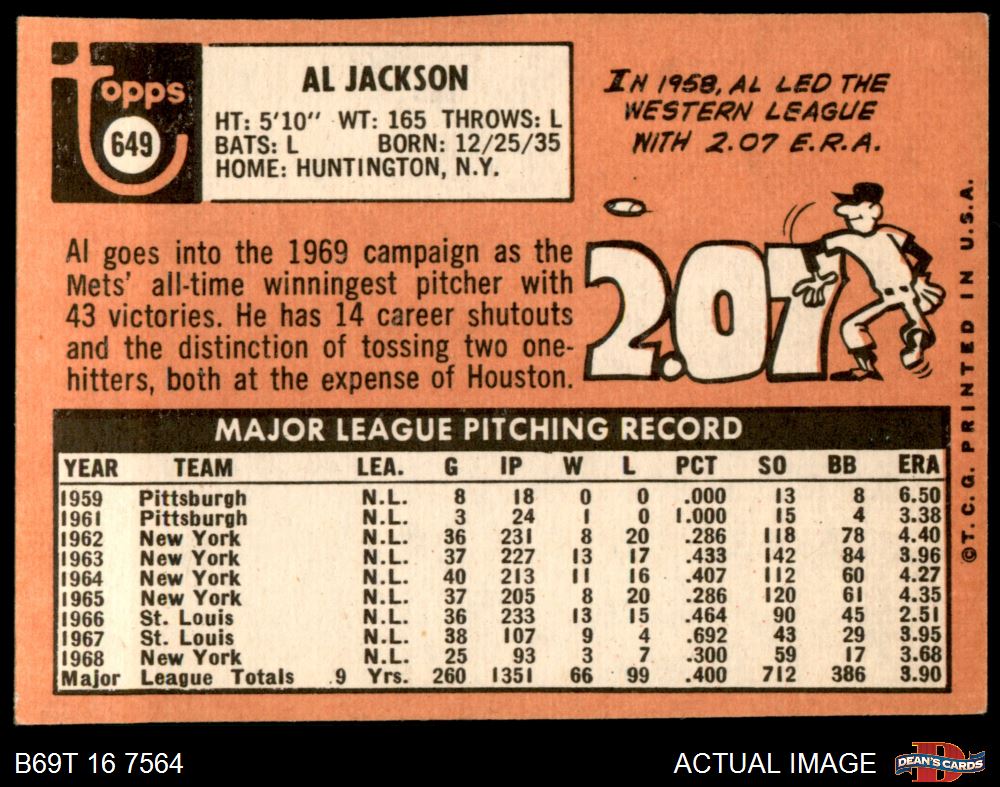 topps
649
AL JACKSON
HT: 5'10" WT: 165 THROWS: L
BATS: L BORN: 12/25/35
HOME: HUNTINGTON, N.Y.
IN 1958, AL LED THE
WESTERN LEAGUE
WITH 2.07 E.R.A.
2.07
Al goes into the 1969 campaign as the
Mets' all-time winningest pitcher with
43 victories. He has 14 career shutouts
and the distinction of tossing two one-
hitters, both at the expense of Houston.
MAJOR LEAGUE PITCHING RECORD
YEAR TEAM LEA. G IP W L PCT SO BB ERA
1959 Pittsburgh N.L. 8 18 0 0 .000 13 8 6.50
1961 Pittsburgh N.L. 3 24 1 0 1.000 15 4 3.38
1962 New York N.L. 36 231 8 20 .286 118 78 4.40
1963 New York N.L. 37 227 13 17 .433 142 84 3.96
1964 New York N.L. 40 213 11 16 .407 112 60 4.27
1965 New York N.L. 37 205 8 20 .286 120 61 4.35
1966 St. Louis N.L. 36 233 13 15 .464 90 45 2.51
1967 St. Louis N.L. 38 107 9 4 .692 43 29 3.95
1968 New York N.L. 25 93 3 7 .300 59 17 3.68
Major League Totals 9 Yrs. 260 1351 66 99 .400 712 386 3.90
©T.C.G. PRINTED IN U.S.A.
B69T 16 7564
ACTUAL IMAGE
D
DEAN'S CARDS